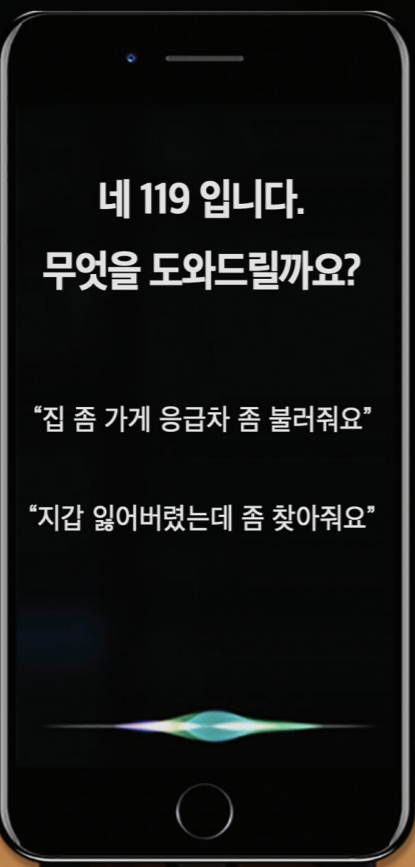 네 119 입니다.
무엇을 도와드릴까요?
“집 좀 가게 응급차 좀 불러줘요”
“지갑 잃어버렸는데 좀 찾아줘요”